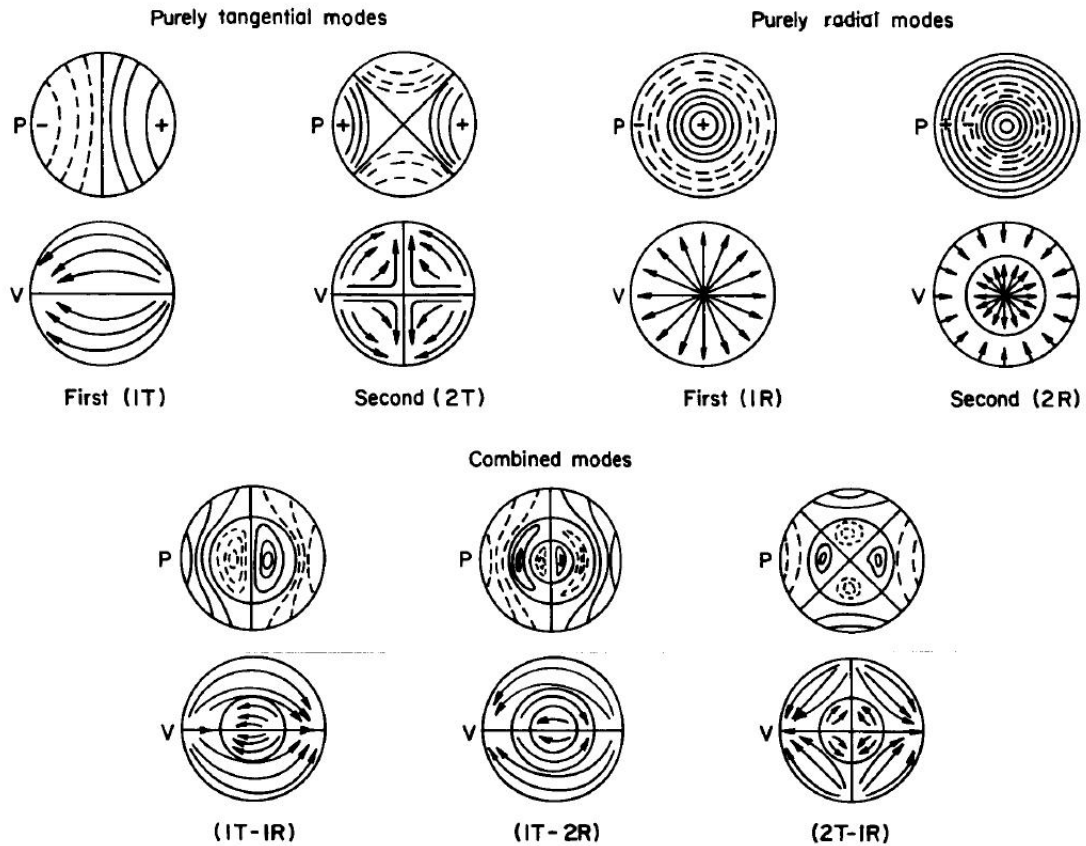 Purely tangential modes
Purely radial modes
P - +
P + +
P - +
P + -
V
V
V
V
First (1T)
Second (2T)
First (1R)
Second (2R)
Combined modes
P
P
P
V
V
V
(1T-1R)
(1T-2R)
(2T-1R)